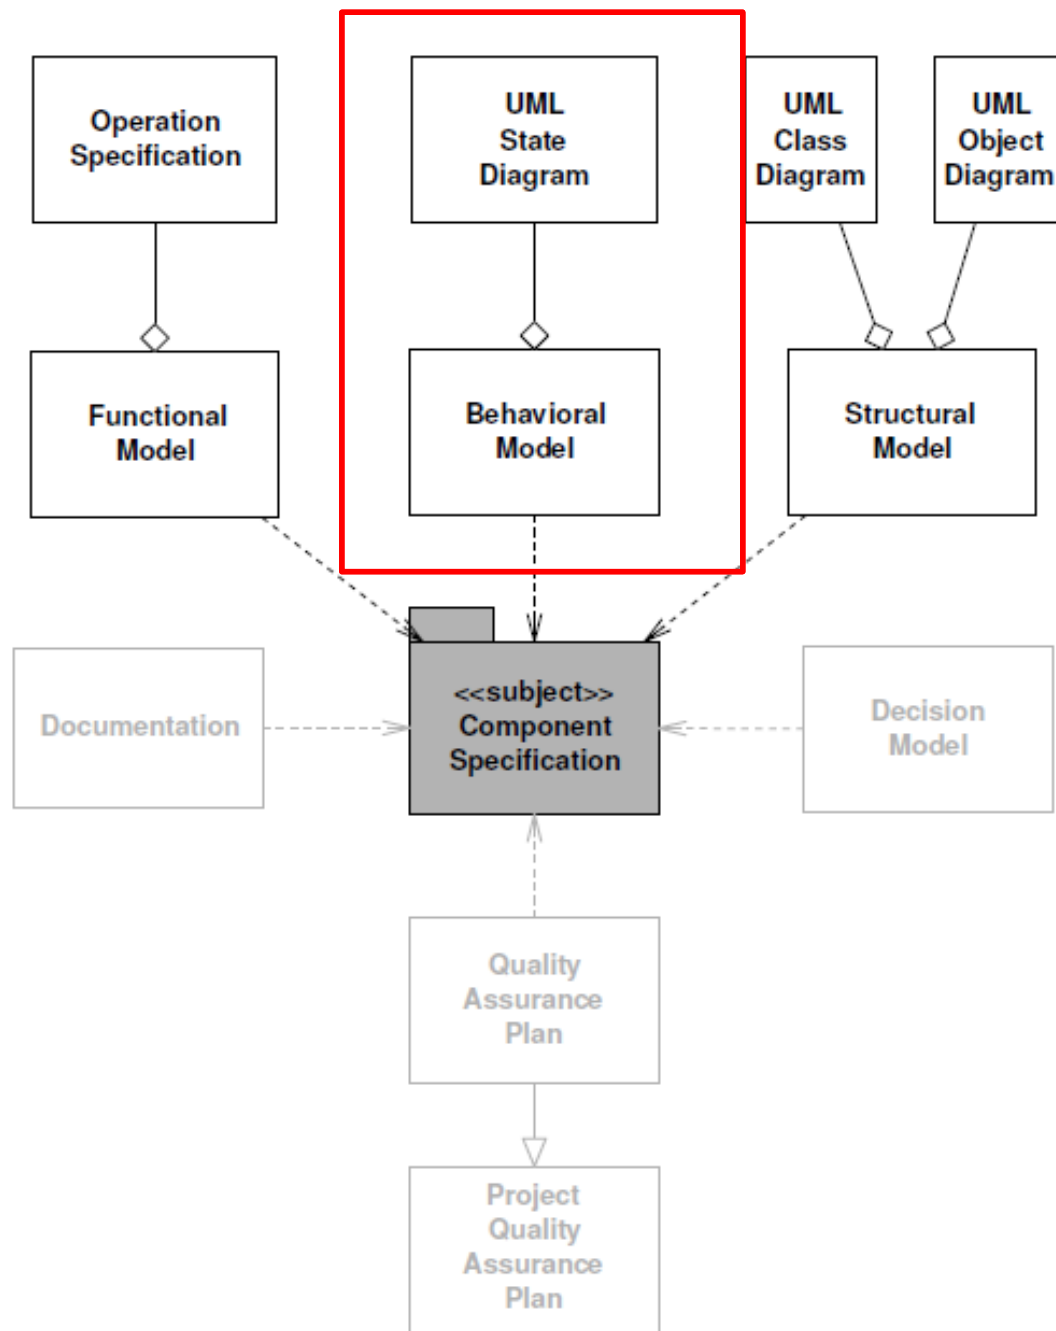 Operation
Specification
UML
State
Diagram
UML
Class
Diagram
UML
Object
Diagram
Functional
Model
Behavioral
Model
Structural
Model
Documentation
<<subject>>
Component
Specification
Decision
Model
Quality
Assurance
Plan
Project
Quality
Assurance
Plan